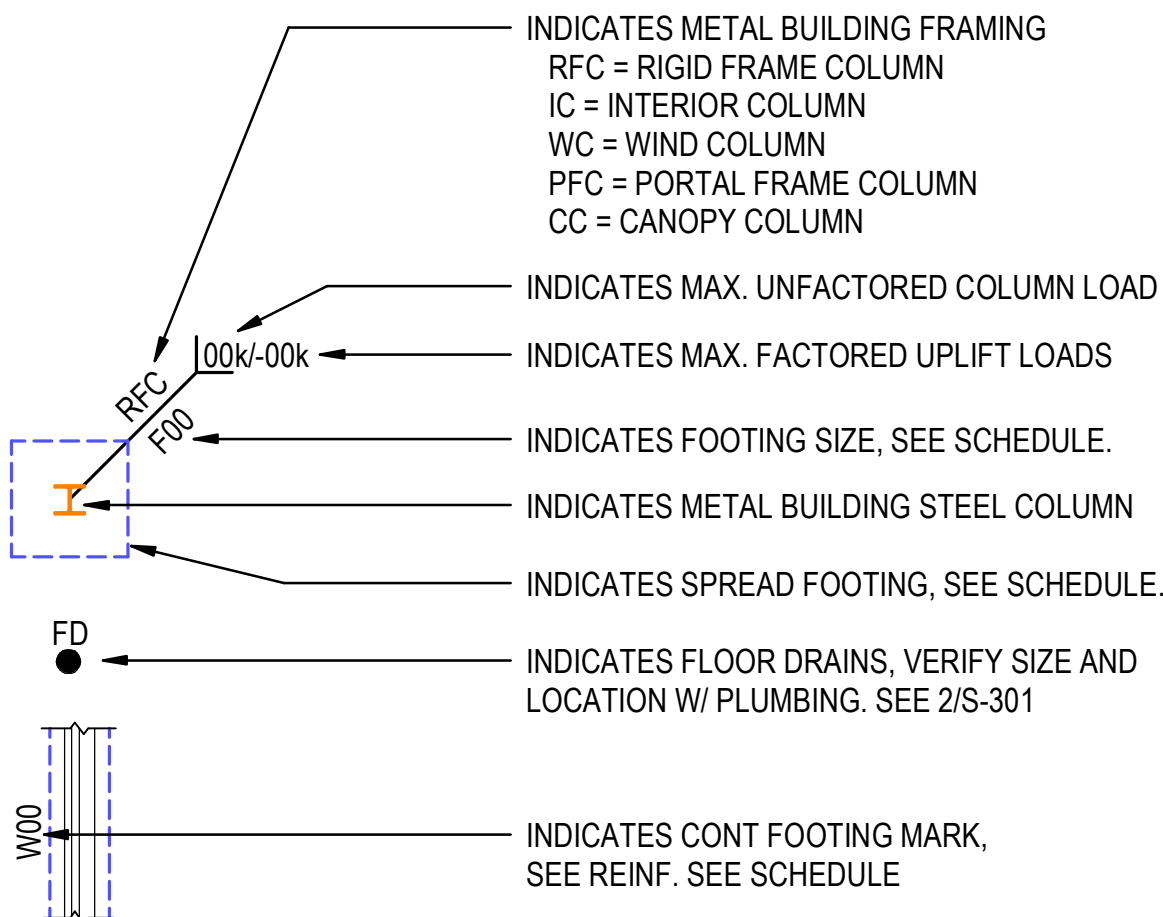 INDICATES METAL BUILDING FRAMING
RFC = RIGID FRAME COLUMN
IC = INTERIOR COLUMN
WC = WIND COLUMN
PFC = PORTAL FRAME COLUMN
CC = CANOPY COLUMN
INDICATES MAX. UNFACTORED COLUMN LOAD
00k/-00k
INDICATES MAX. FACTORED UPLIFT LOADS
RFC
F00
INDICATES FOOTING SIZE, SEE SCHEDULE.
INDICATES METAL BUILDING STEEL COLUMN
INDICATES SPREAD FOOTING, SEE SCHEDULE.
FD
INDICATES FLOOR DRAINS, VERIFY SIZE AND
LOCATION W/ PLUMBING. SEE 2/S-301
W00
INDICATES CONT FOOTING MARK,
SEE REINF. SEE SCHEDULE